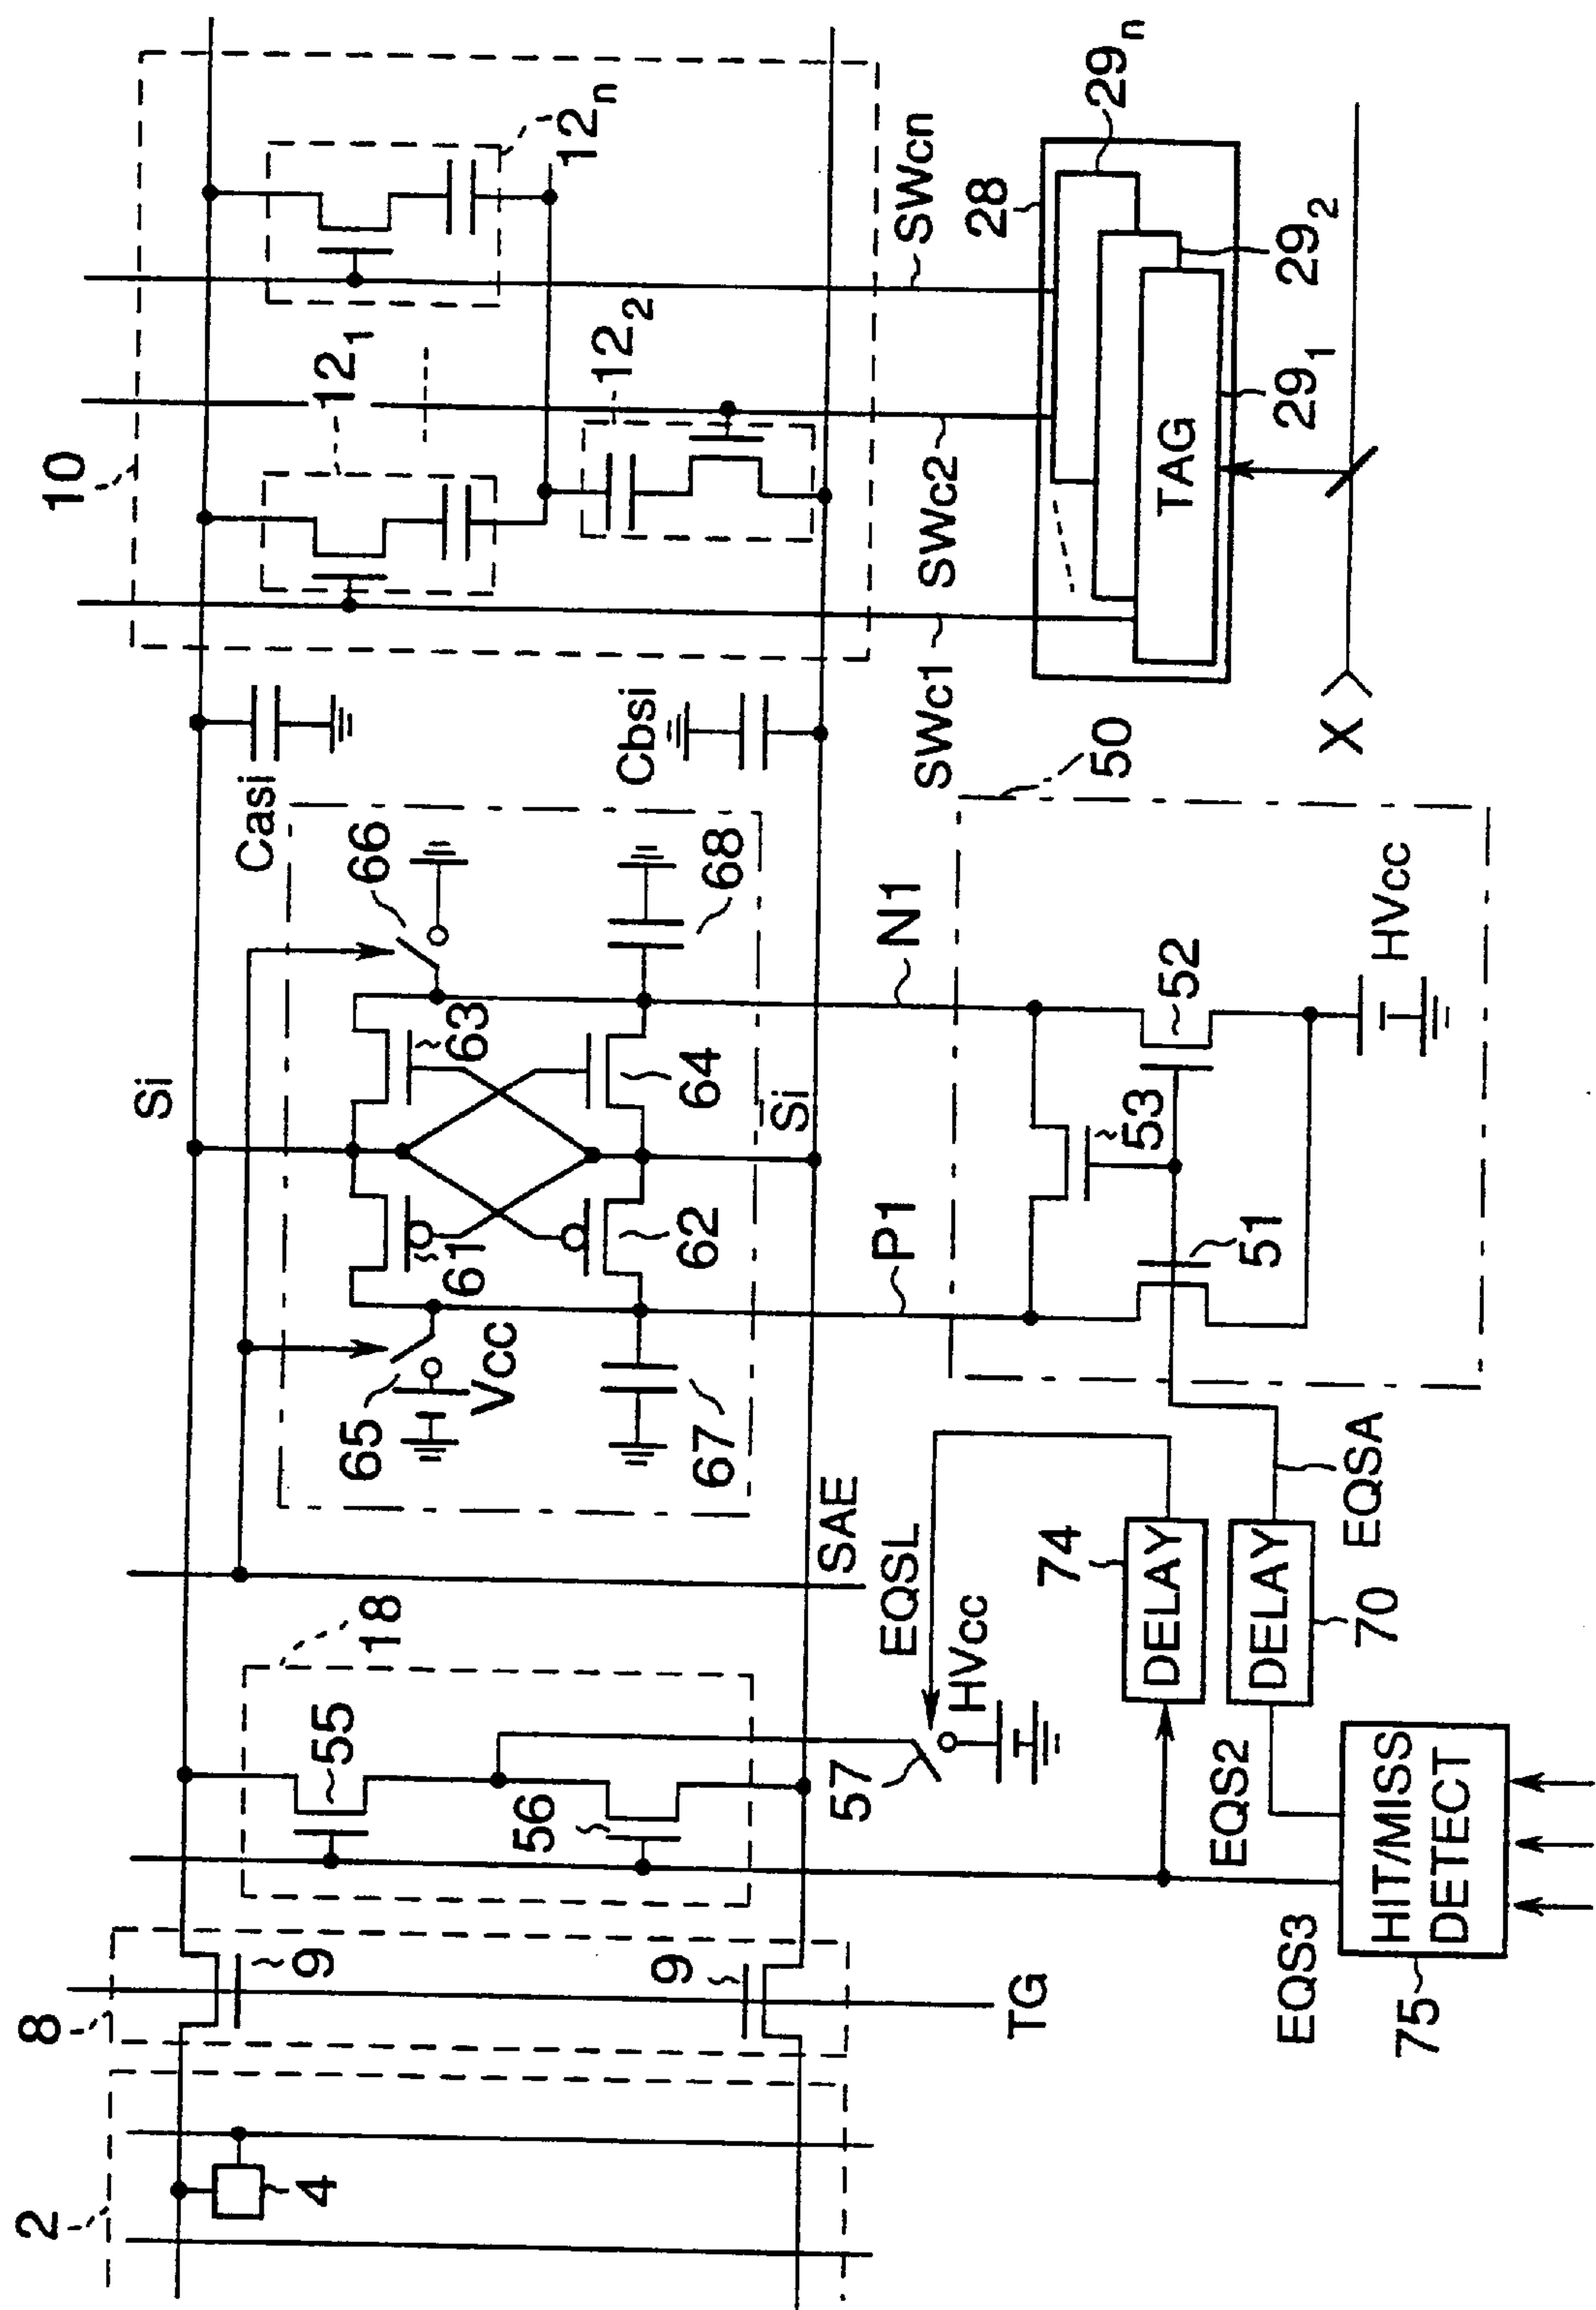 2
4
8
9
9
TG
18
55
56
57
HVcc
SAE
EQSL
Si
Si
65
Vcc
66
61
63
62
64
67
68
Casi
Cbsi
10
12₁
12₂
12n
SWc1
SWc2
SWcn
28
29n
29₂
29₁
TAG
X
P1
N1
50
51
52
53
HVcc
74
DELAY
DELAY
70
EQSA
EQS2
EQS3
HIT/MISS
DETECT
75